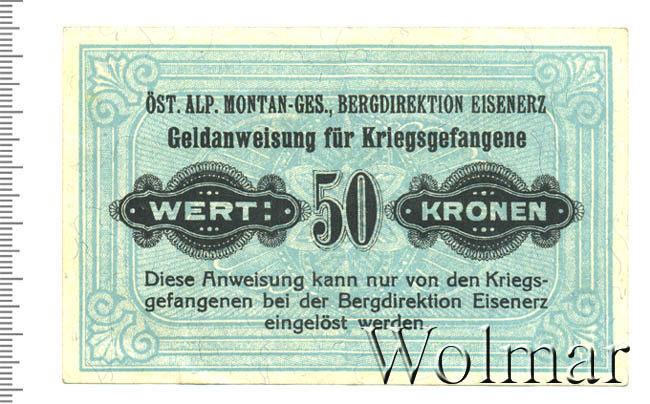 ÖST. ALP. MONTAN-GES., BERGDIREKTION EISENERZ
Geldanweisung für Kriegsgefangene
WERT: 50 KRONEN
Diese Anweisung kann nur von den Kriegs-
gefangenen bei der Bergdirektion Eisenerz
eingelöst werden.
Wolmar